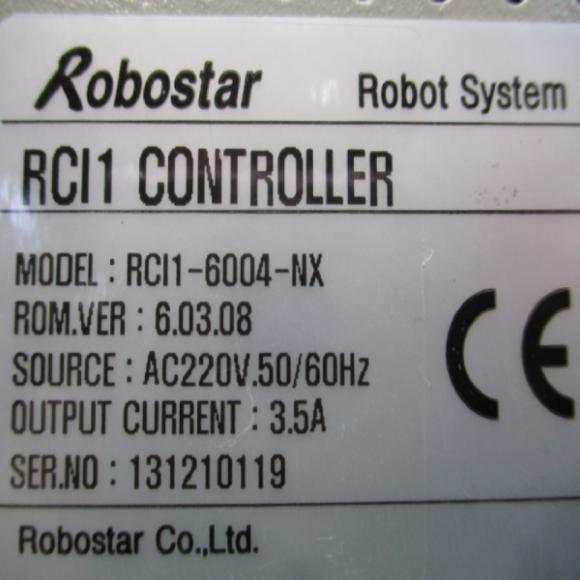 Robostar Robot System
RCI1 CONTROLLER
MODEL : RCI1-6004-NX
ROM.VER : 6.03.08
SOURCE : AC220V.50/60Hz
OUTPUT CURRENT : 3.5A
SER.NO : 131210119
CE
Robostar Co.,Ltd.